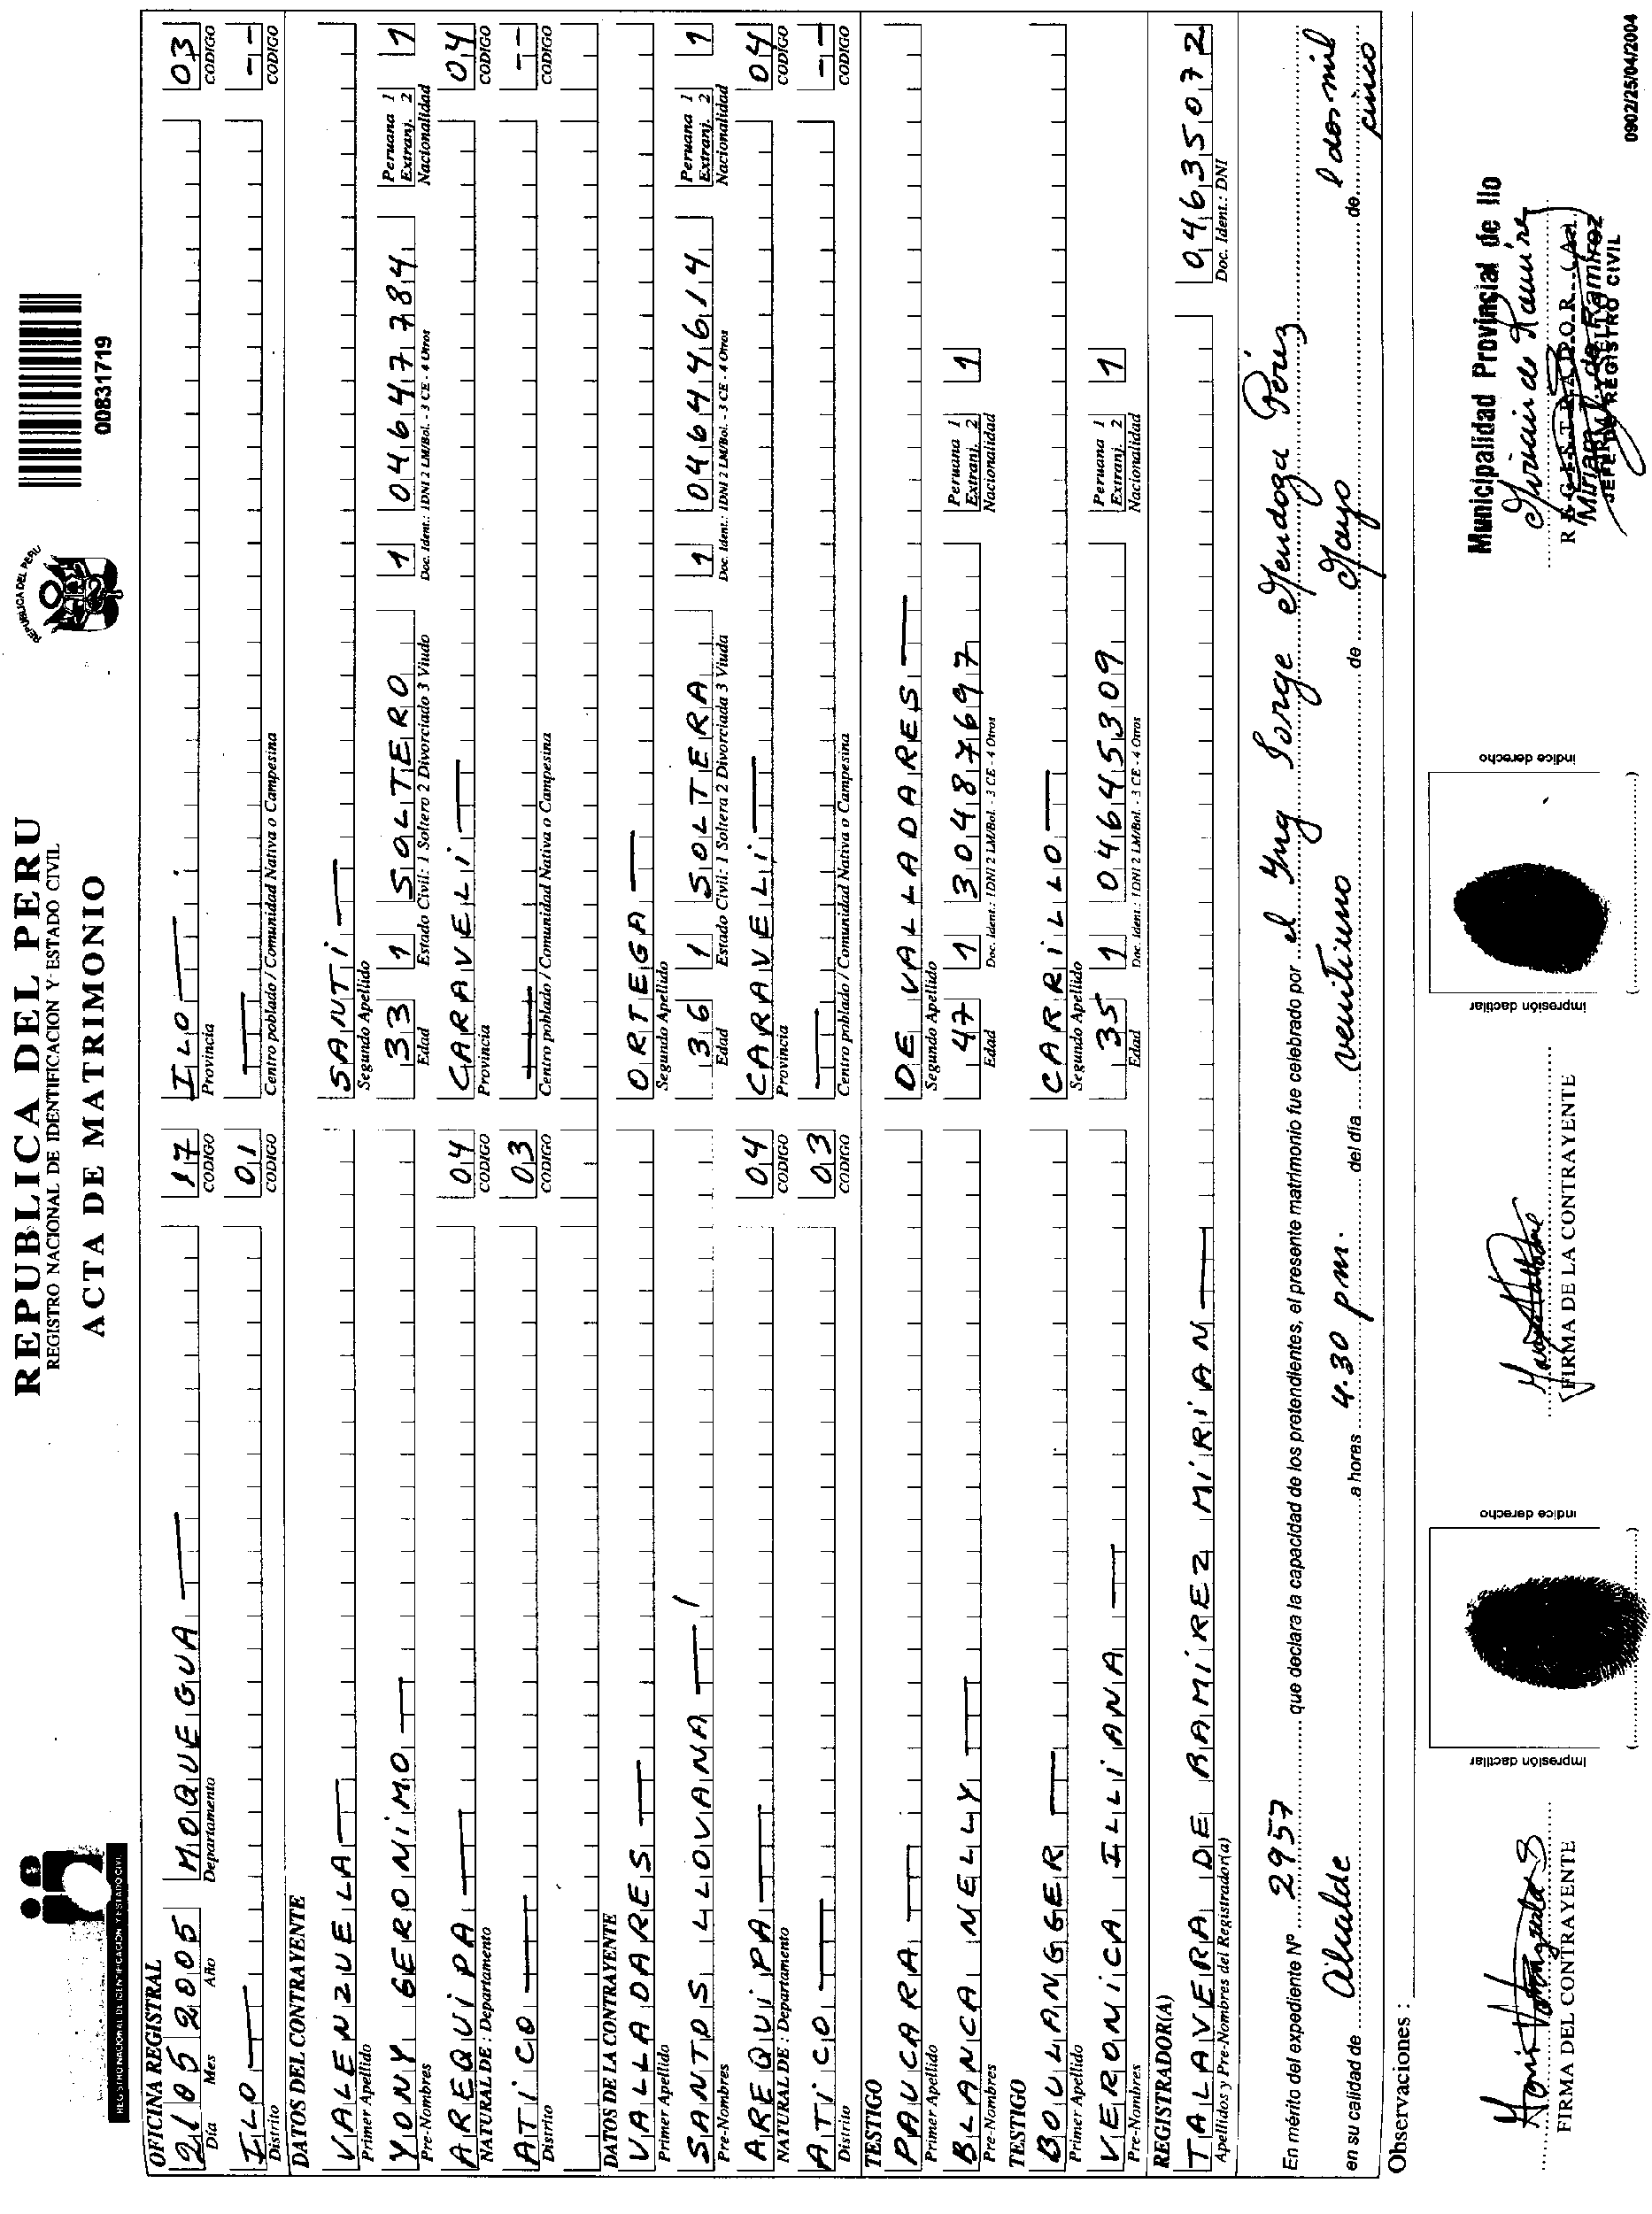 REPUBLICA DEL PERU
REGISTRO NACIONAL DE IDENTIFICACION Y ESTADO CIVIL
ACTA DE MATRIMONIO
REGISTRO NACIONAL DE IDENTIFICACION Y ESTADO CIVIL
REPUBLICA DEL PERU
00831719
OFICINA REGISTRAL
21 05 2005 MOQUEGUA 17 ILO 03
Día Mes Año Departamento CODIGO Provincia CODIGO
ILO 01 --
Distrito CODIGO Centro poblado / Comunidad Nativa o Campesina CODIGO
DATOS DEL CONTRAYENTE
VALENZUELA SANTI
Primer Apellido Segundo Apellido
YONY GERONIMO 33 1 SOLTERO 1 04647784 Peruana 1 Extranj. 2 1
Pre-Nombres Edad Estado Civil: 1 Soltero 2 Divorciado 3 Viudo Doc. Ident.: 1DNI 2 LM/Bol. - 3 CE - 4 Otros Nacionalidad
AREQUIPA 04 CARAVELI 04
NATURAL DE : Departamento CODIGO Provincia CODIGO
ATICO 03 --
Distrito CODIGO Centro poblado / Comunidad Nativa o Campesina CODIGO
DATOS DE LA CONTRAYENTE
VALLADARES ORTEGA
Primer Apellido Segundo Apellido
SANTOS LLOVANA 36 1 SOLTERA 1 04644614 Peruana 1 Extranj. 2 1
Pre-Nombres Edad Estado Civil: 1 Soltera 2 Divorciada 3 Viuda Doc. Ident.: 1DNI 2 LM/Bol. - 3 CE - 4 Otros Nacionalidad
AREQUIPA 04 CARAVELI 04
NATURAL DE : Departamento CODIGO Provincia CODIGO
ATICO 03 --
Distrito CODIGO Centro poblado / Comunidad Nativa o Campesina CODIGO
TESTIGO
PAUCARA DE VALLADARES
Primer Apellido Segundo Apellido
BLANCA NELLY 47 1 30487697 Peruana 1 Extranj. 2 1
Pre-Nombres Edad Doc. Ident.: 1DNI 2 LM/Bol. - 3 CE - 4 Otros Nacionalidad
TESTIGO
BOULANGGER CARRILLO
Primer Apellido Segundo Apellido
VERONICA ILLIANA 35 1 04645309 Peruana 1 Extranj. 2 1
Pre-Nombres Edad Doc. Ident.: 1DNI 2 LM/Bol. - 3 CE - 4 Otros Nacionalidad
REGISTRADOR(A)
TALAVERA DE RAMIREZ MIRIAN 04635072
Apellidos y Pre-Nombres del Registrador(a) Doc. Ident.: DNI
En mérito del expediente Nº 2957 que declara la capacidad de los pretendientes, el presente matrimonio fue celebrado por el Ing Jorge Mendoza Pérez
en su calidad de Alcalde a horas 4.30 pm. del día veintiuno de Mayo de l dos mil cinco
Observaciones :
Impresión dactilar
indice derecho
impresión dactilar
indice derecho
Municipalidad Provincial de Ilo
REGISTRADOR (A)
JEFE DE REGISTRO CIVIL
FIRMA DEL CONTRAYENTE
FIRMA DE LA CONTRAYENTE
0902/25/04/2004